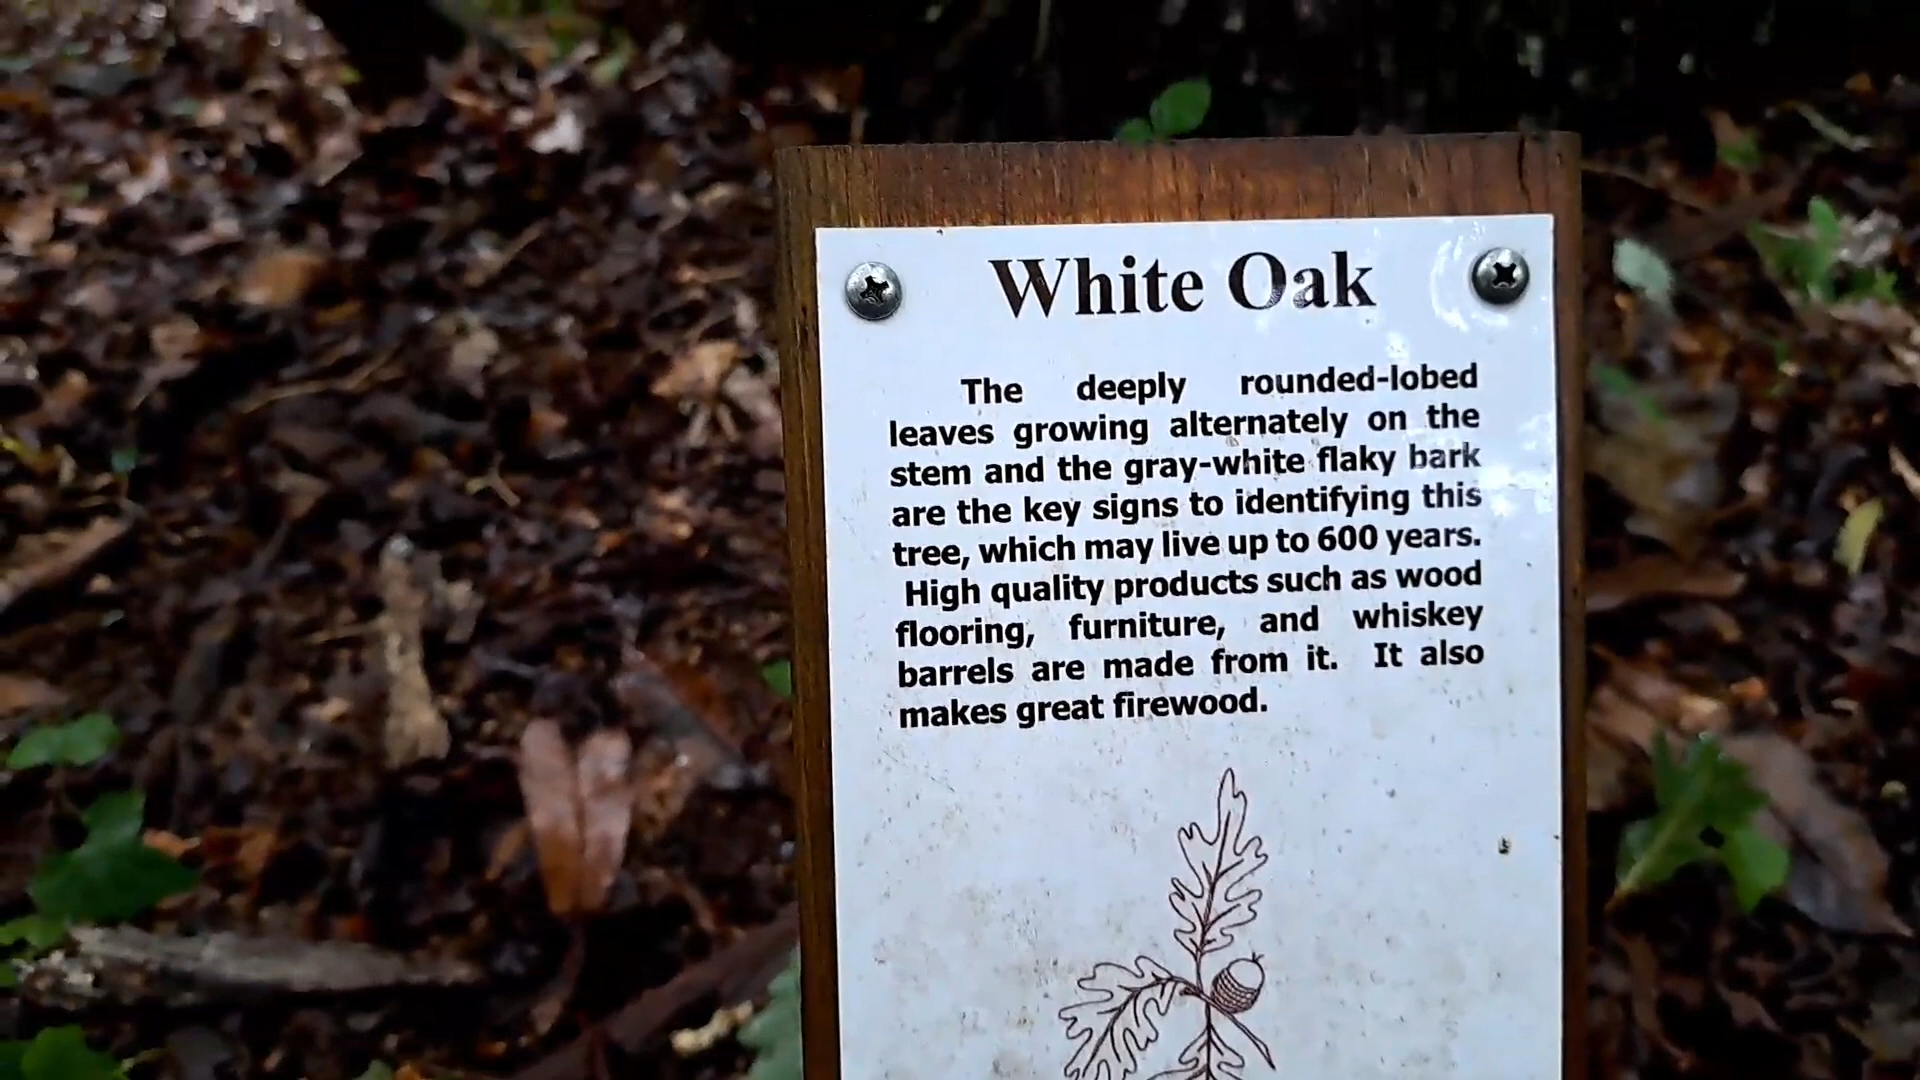 White Oak
The deeply rounded-lobed
leaves growing alternately on the
stem and the gray-white flaky bark
are the key signs to identifying this
tree, which may live up to 600 years.
High quality products such as wood
flooring, furniture, and whiskey
barrels are made from it. It also
makes great firewood.